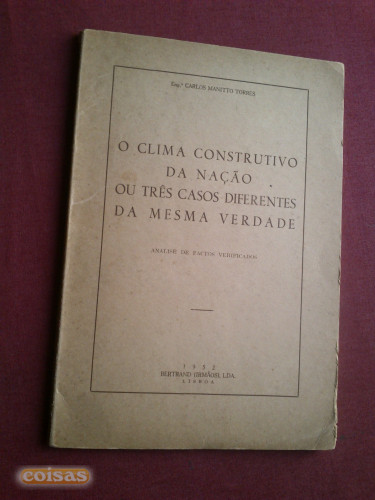 Eng.º CARLOS MANITTO TORRES
O CLIMA CONSTRUTIVO
DA NAÇÃO
OU TRÊS CASOS DIFERENTES
DA MESMA VERDADE
ANÁLISE DE FACTOS VERIFICADOS
1952
BERTRAND (IRMÃOS), LDA.
LISBOA
coisas